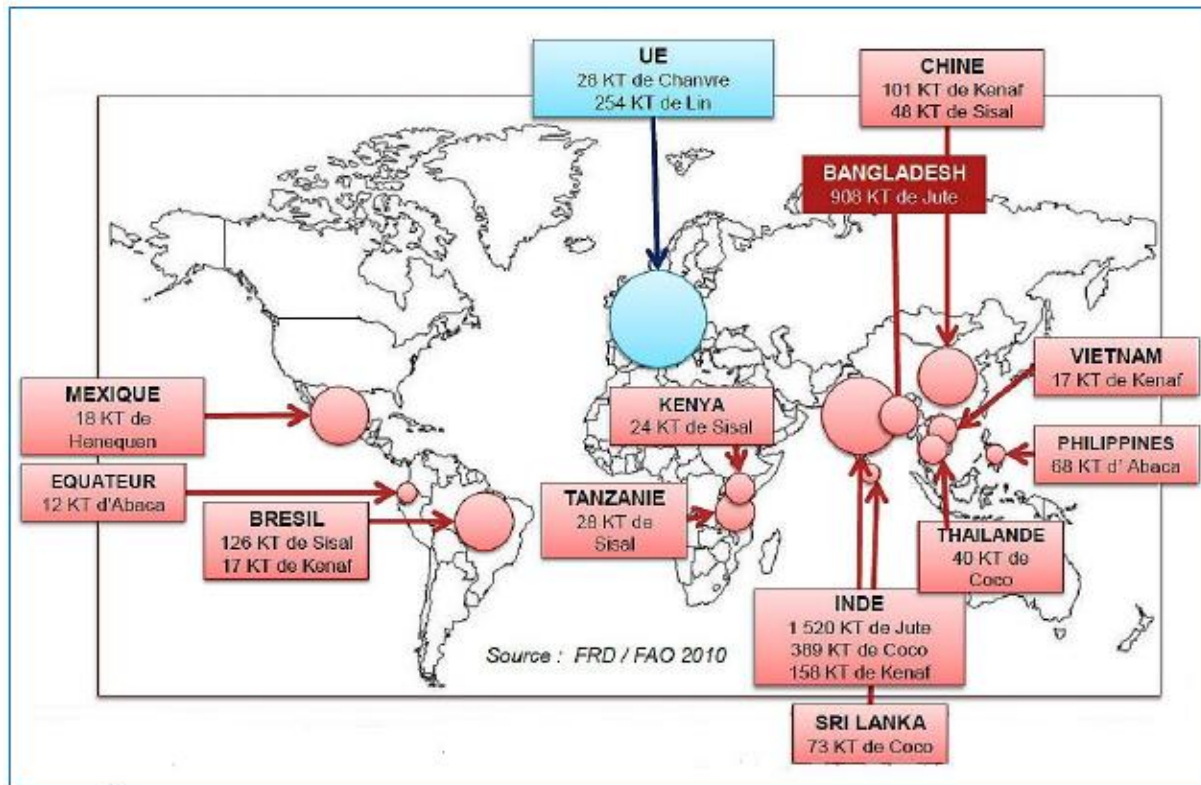 UE
28 KT de Chanvre
254 KT de Lin
CHINE
101 KT de Kenaf
48 KT de Sisal
BANGLADESH
908 KT de Jute
VIETNAM
17 KT de Kenaf
MEXIQUE
18 KT de
Henequen
KENYA
24 KT de Sisal
PHILIPPINES
68 KT d' Abaca
EQUATEUR
12 KT d'Abaca
BRESIL
126 KT de Sisal
17 KT de Kenaf
TANZANIE
28 KT de
Sisal
THAILANDE
40 KT de
Coco
INDE
1 520 KT de Jute
389 KT de Coco
158 KT de Kenaf
Source : FRD / FAO 2010
SRI LANKA
73 KT de Coco